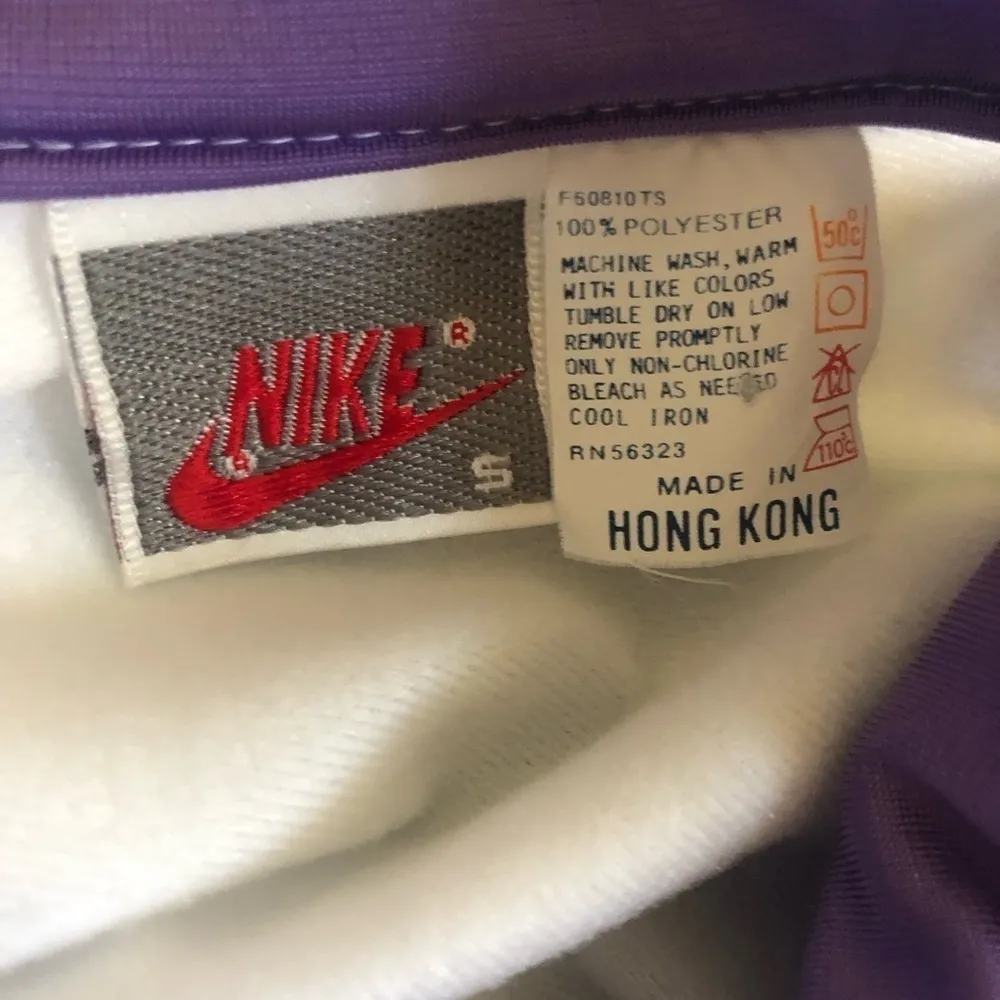 NIKE ®
®
S
F60810TS
100% POLYESTER
MACHINE WASH, WARM
WITH LIKE COLORS
TUMBLE DRY ON LOW
REMOVE PROMPTLY
ONLY NON-CHLORINE
BLEACH AS
COOL IRON
RN56323
MADE IN
HONG KONG
50°C
110°C